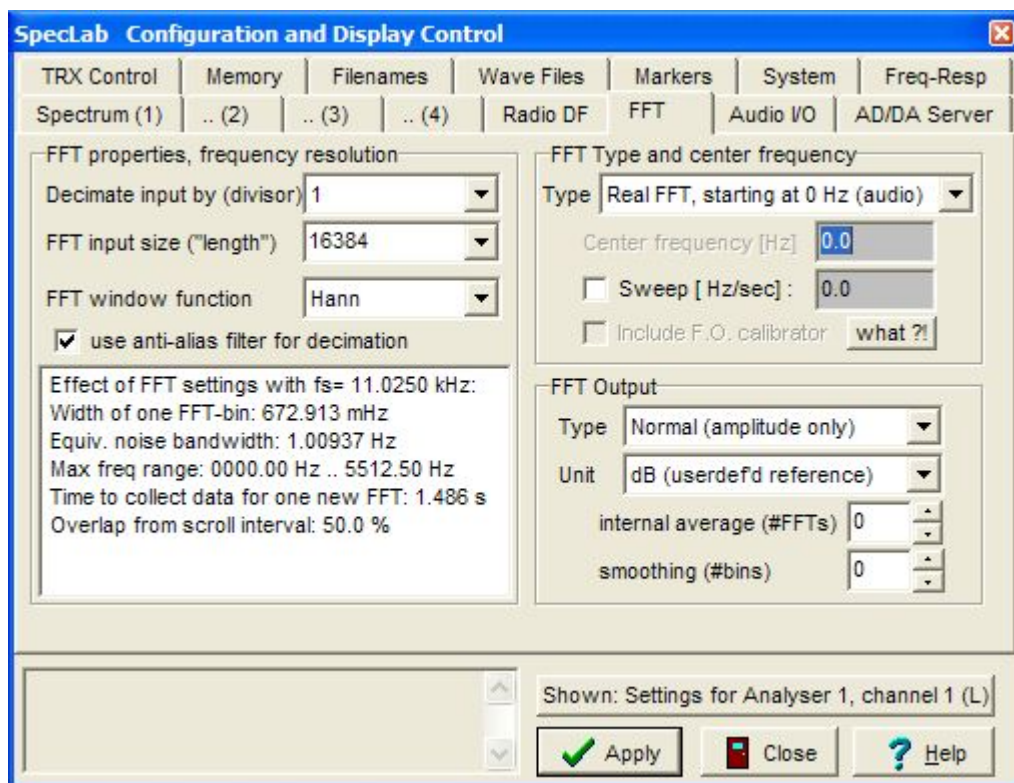 SpecLab Configuration and Display Control
TRX Control Memory Filenames Wave Files Markers System Freq-Resp
Spectrum (1) .. (2) .. (3) .. (4) Radio DF FFT Audio I/O AD/DA Server
FFT properties, frequency resolution
Decimate input by (divisor) 1
FFT input size ("length") 16384
FFT window function Hann
use anti-alias filter for decimation
Effect of FFT settings with fs= 11.0250 kHz:
Width of one FFT-bin: 672.913 mHz
Equiv. noise bandwidth: 1.00937 Hz
Max freq range: 0000.00 Hz .. 5512.50 Hz
Time to collect data for one new FFT: 1.486 s
Overlap from scroll interval: 50.0 %
FFT Type and center frequency
Type Real FFT, starting at 0 Hz (audio)
Center frequency [Hz] 0.0
Sweep [ Hz/sec] : 0.0
Include F.O. calibrator what ?!
FFT Output
Type Normal (amplitude only)
Unit dB (userdef'd reference)
internal average (#FFTs) 0
smoothing (#bins) 0
Shown: Settings for Analyser 1, channel 1 (L)
Apply Close Help